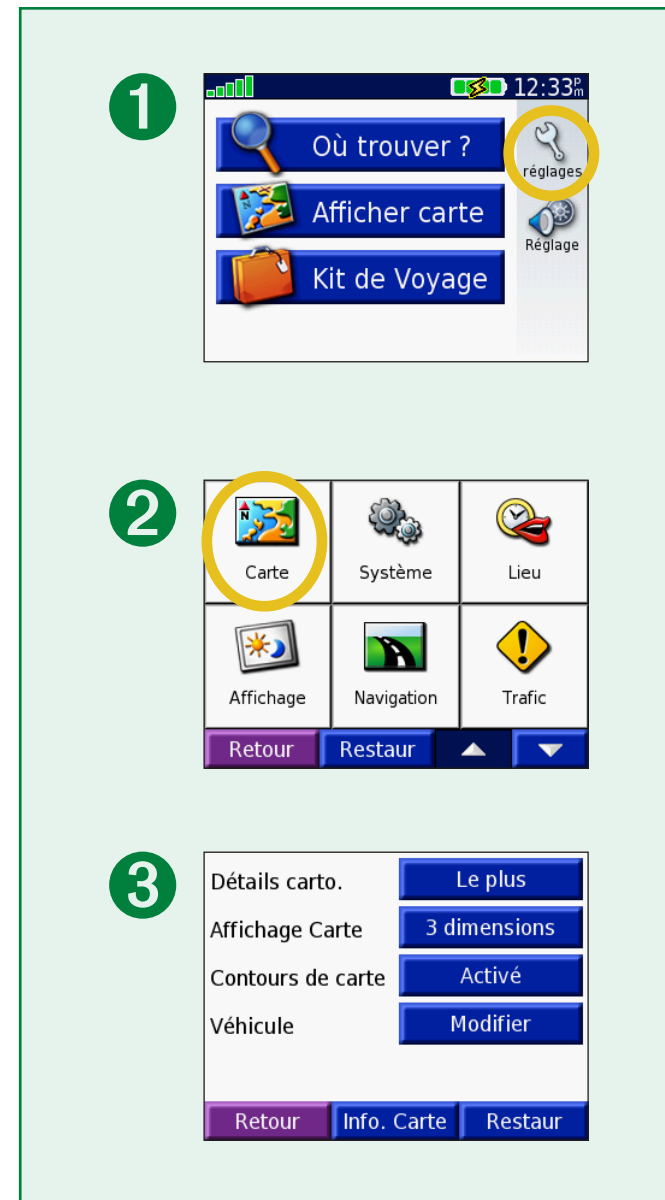 1
12:33 PM
Où trouver ?
réglages
Afficher carte
Réglage
Kit de Voyage
2
N
Carte
Système
Lieu
Affichage
Navigation
Trafic
Retour
Restaur
3
Détails carto.
Le plus
Affichage Carte
3 dimensions
Contours de carte
Activé
Véhicule
Modifier
Retour
Info. Carte
Restaur